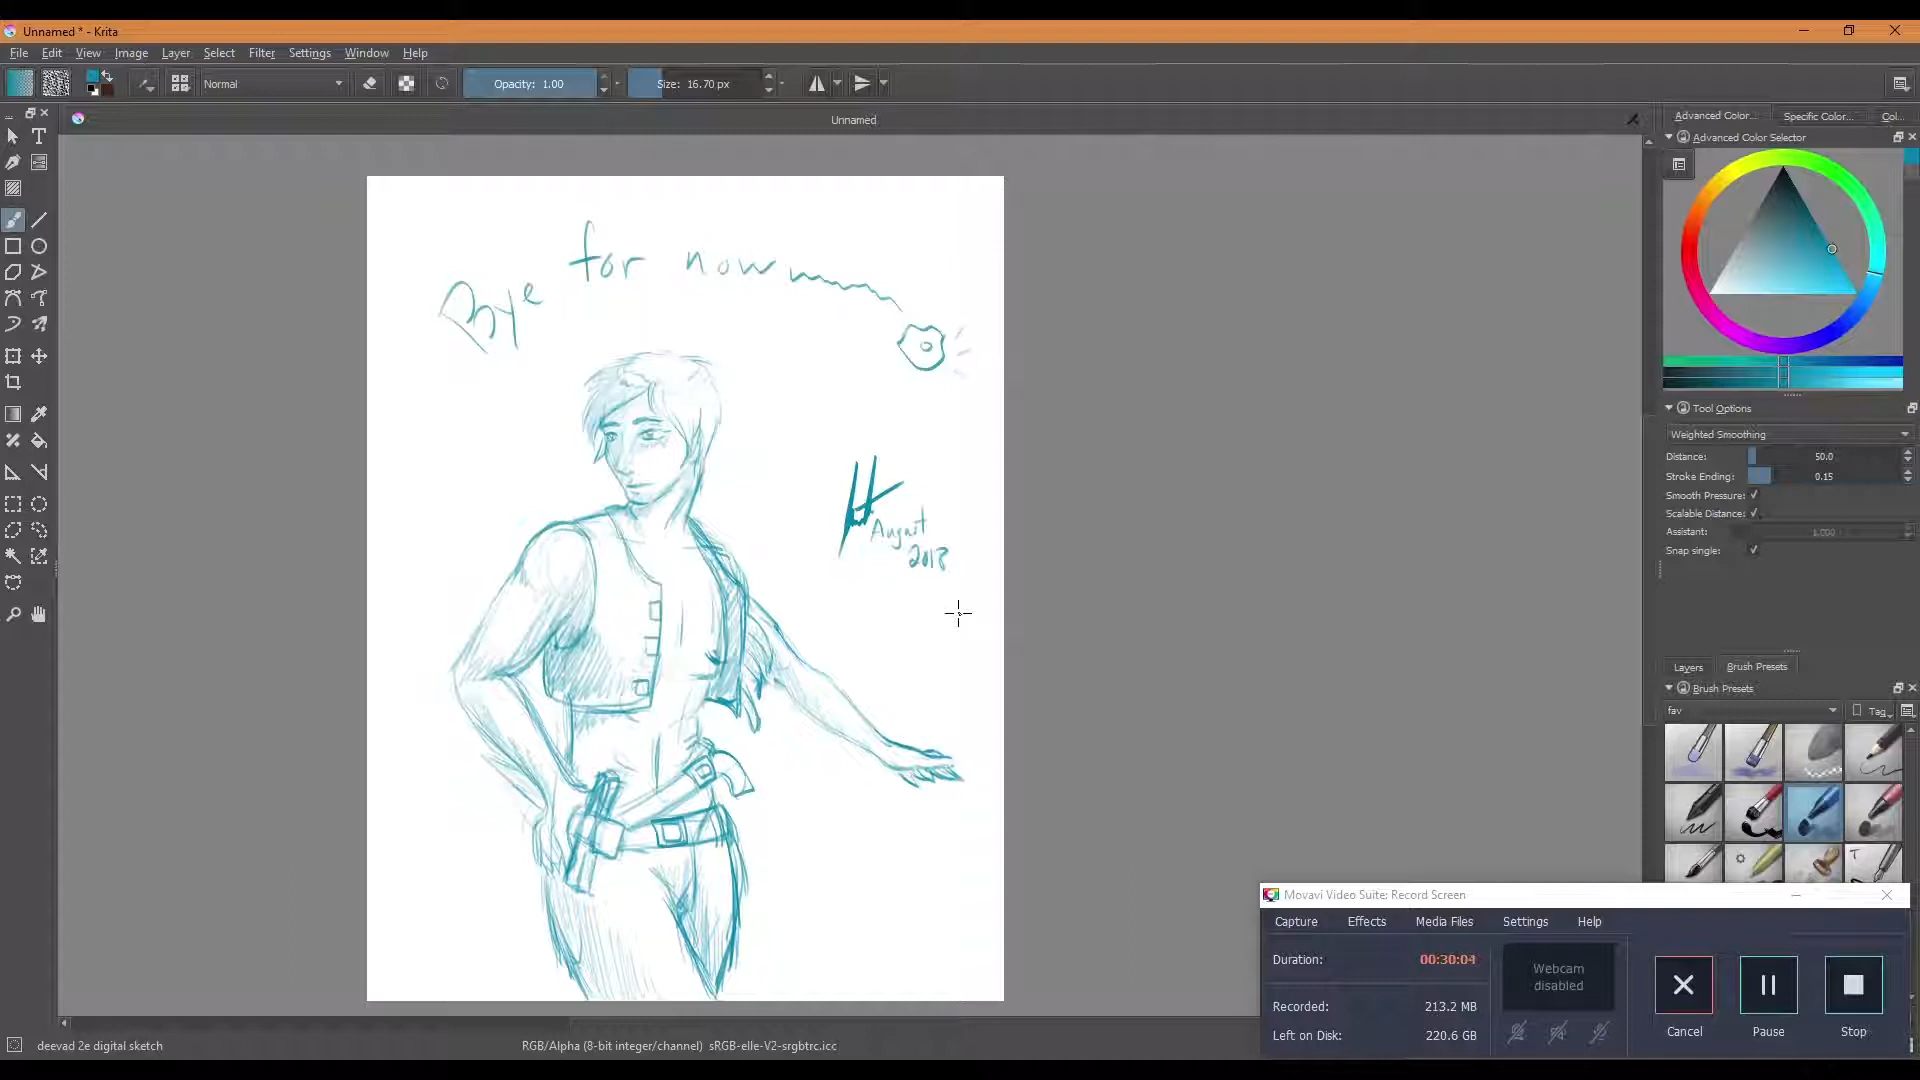 Unnamed * - Krita
File Edit View Image Layer Select Filter Settings Window Help
Normal Opacity: 1.00 Size: 16.70 px
Unnamed
Advanced Color... Specific Color... Col...
Advanced Color Selector
Bye for now
August
2018
Tool Options
Weighted Smoothing
Distance: 50.0
Stroke Ending: 0.15
Smooth Pressure:
Scalable Distance:
Assistant: 1.000
Snap single:
Layers Brush Presets
Brush Presets
fav Tag
Movavi Video Suite: Record Screen
Capture Effects Media Files Settings Help
Duration: 00:30:04
Webcam
disabled
Recorded: 213.2 MB
Left on Disk: 220.6 GB
Cancel Pause Stop
deevad 2e digital sketch RGB/Alpha (8-bit integer/channel) sRGB-elle-V2-srgbtrc.icc